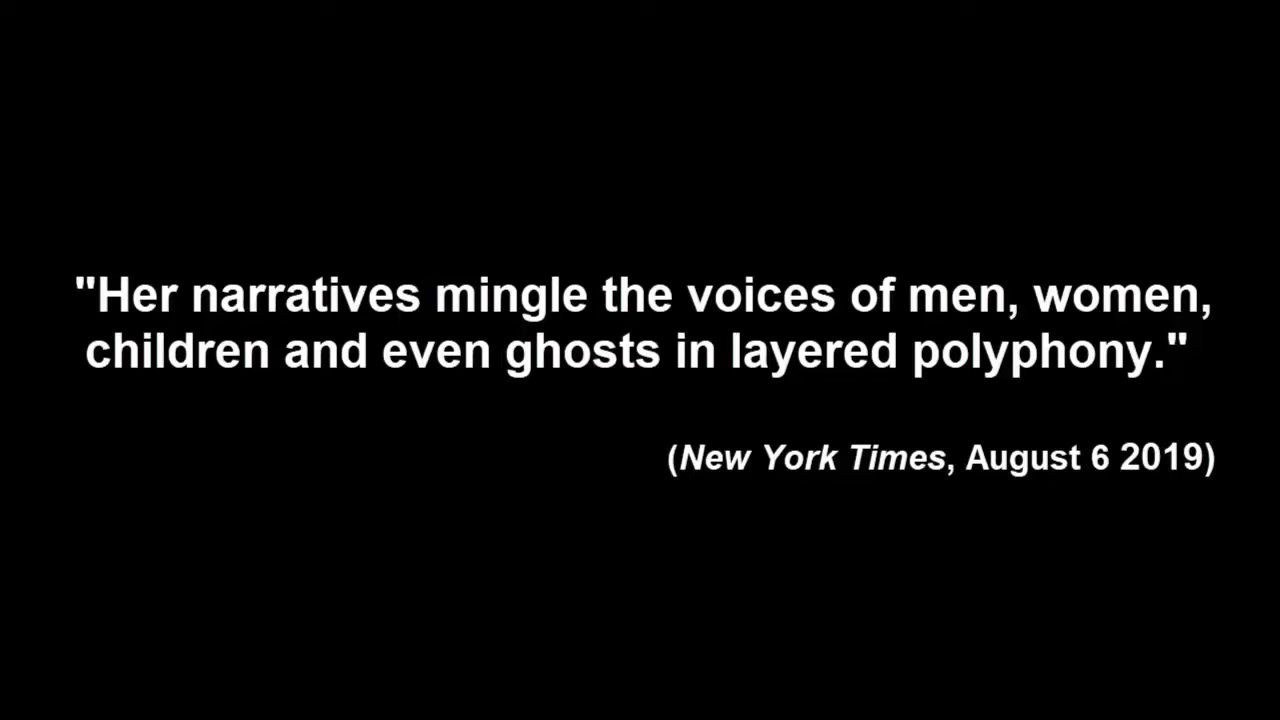 "Her narratives mingle the voices of men, women,
children and even ghosts in layered polyphony."
(New York Times, August 6 2019)